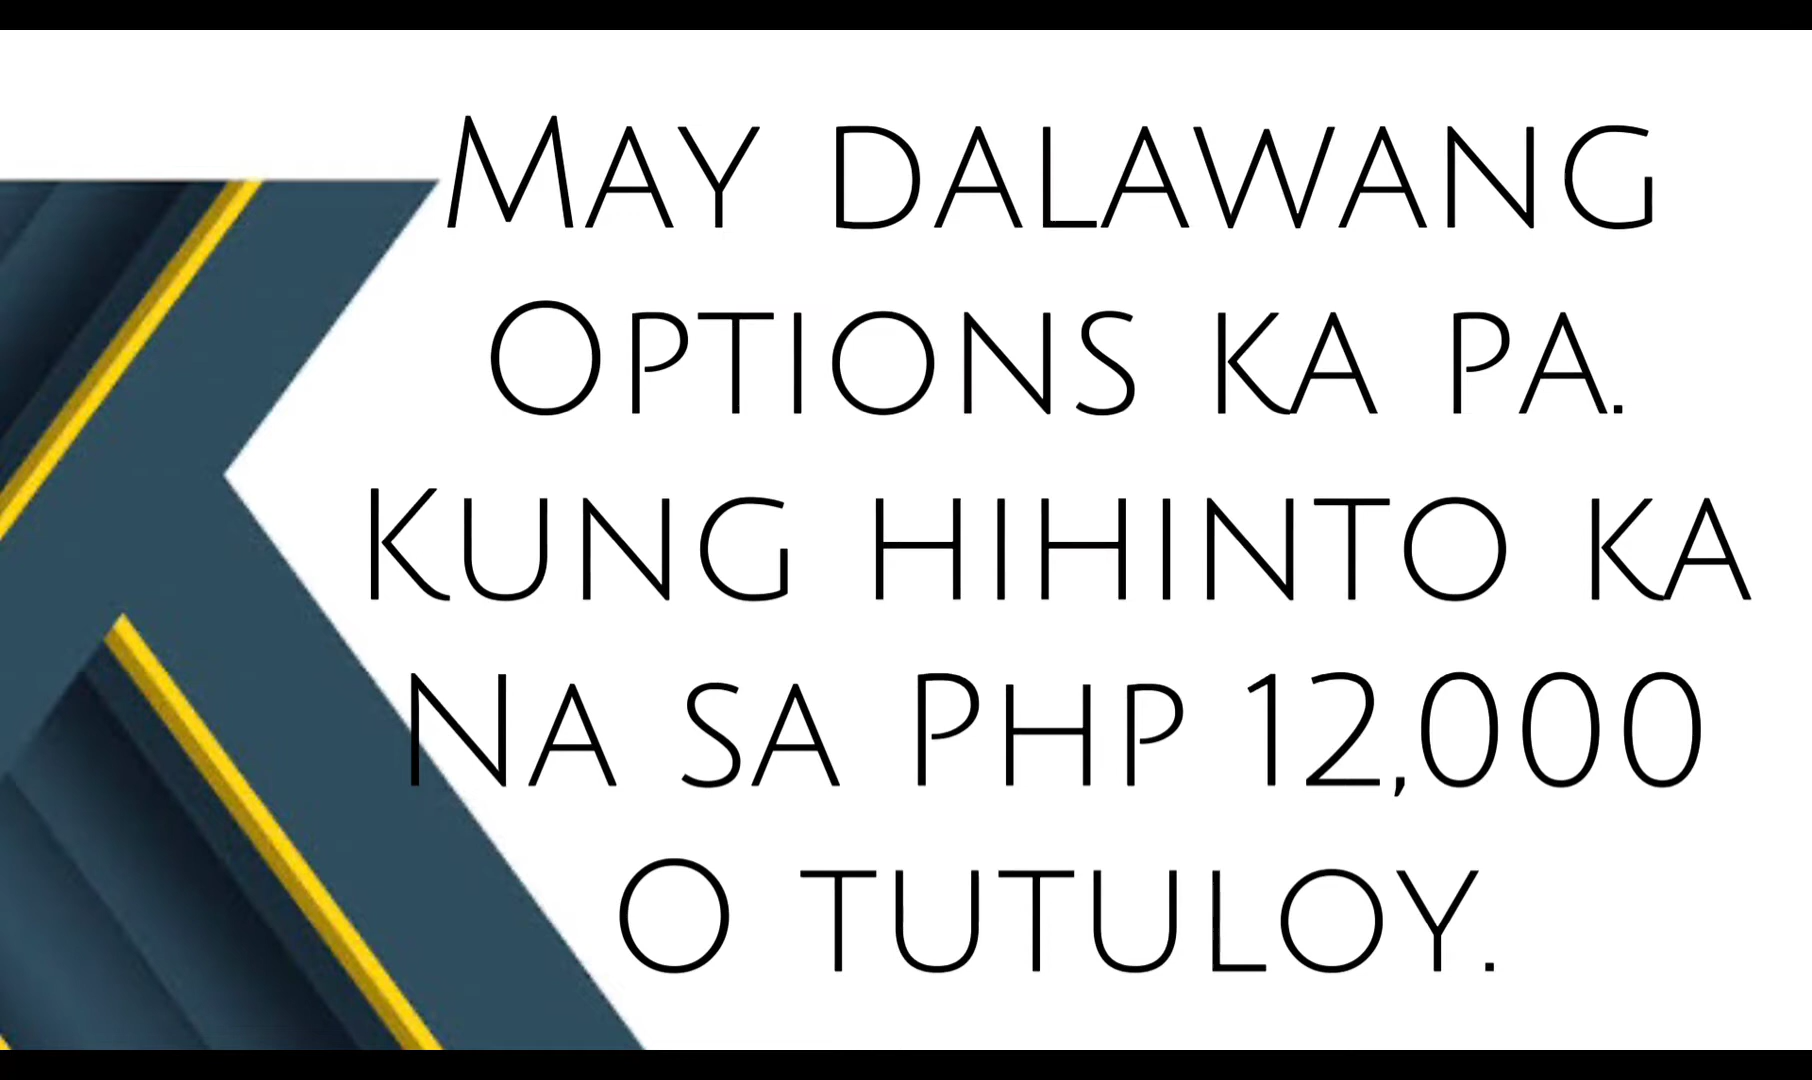 May dalawang
Options ka pa.
Kung hihinto ka
Na sa Php 12,000
O tutuloy.